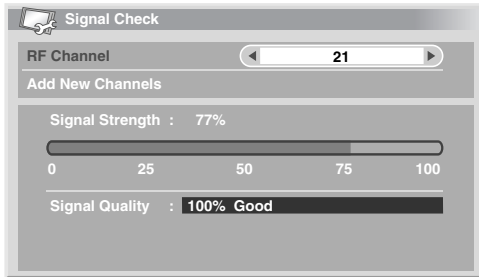 Signal Check
RF Channel 21
Add New Channels
Signal Strength : 77%
0 25 50 75 100
Signal Quality : 100% Good